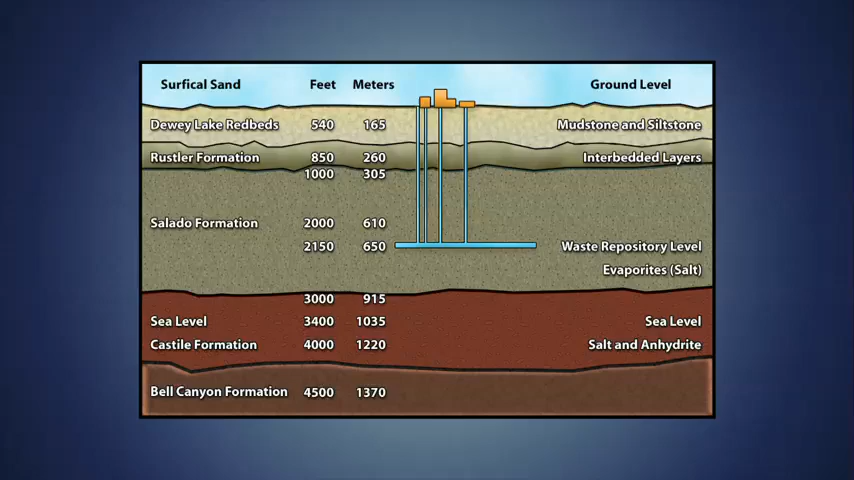 Surfical Sand Feet Meters Ground Level
Dewey Lake Redbeds 540 165 Mudstone and Siltstone
Rustler Formation 850 260 Interbedded Layers
1000 305
Salado Formation 2000 610
2150 650 Waste Repository Level
Evaporites (Salt)
3000 915
Sea Level 3400 1035 Sea Level
Castile Formation 4000 1220 Salt and Anhydrite
Bell Canyon Formation 4500 1370